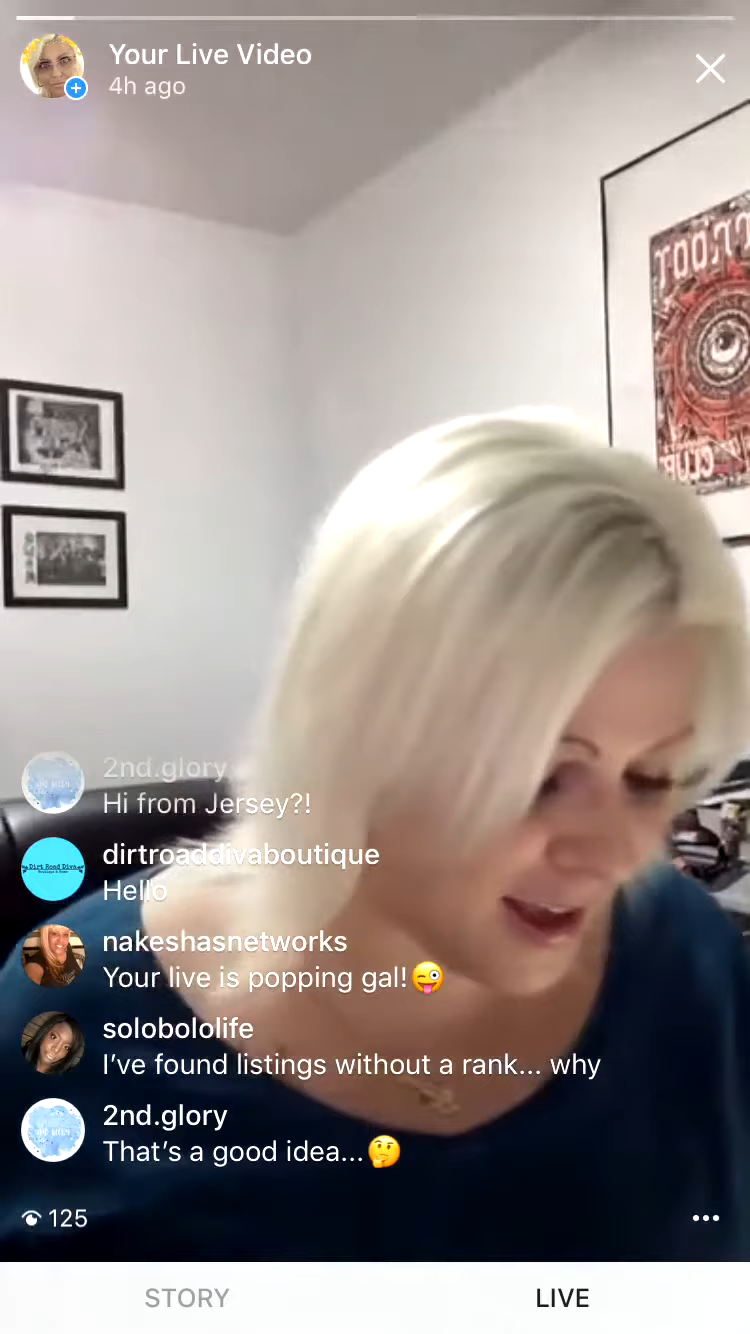 Your Live Video
4h ago
2nd.glory
Hi from Jersey?!
dirtroaddivaboutique
Hello
nakeshasnetworks
Your live is popping gal!😜
solobololife
I’ve found listings without a rank... why
2nd.glory
That’s a good idea...🤔
125
STORY
LIVE